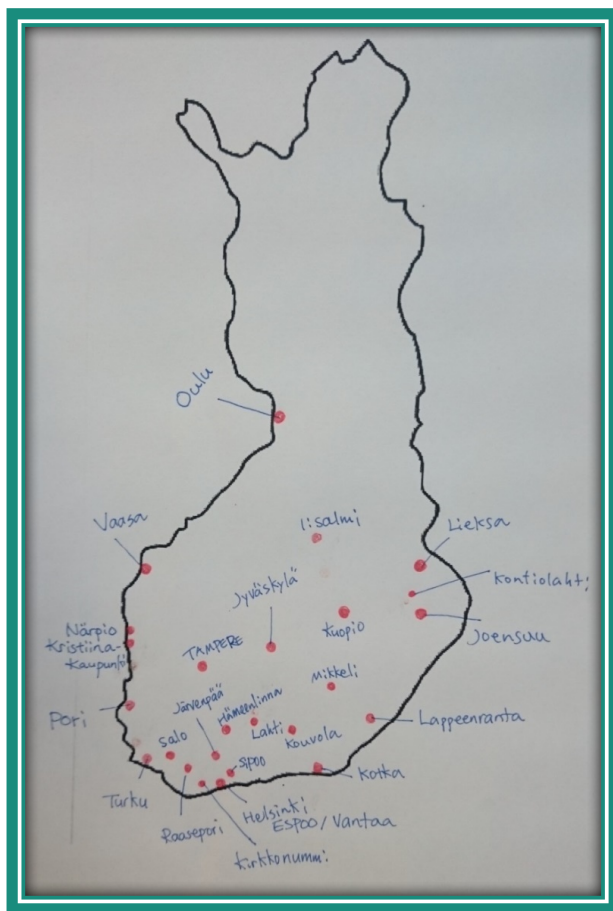 Oulu
Vaasa
Iisalmi
Lieksa
Kontiolahti
Jyväskylä
Närpiö
Kristiina-
kaupunki
TAMPERE
Kuopio
Joensuu
Mikkeli
Järvenpää
Hämeenlinna
Pori
Lahti
Kouvola
Lappeenranta
Salo
Sipoo
Turku
Kotka
Raasepori
Helsinki
ESPOO / Vantaa
Kirkkonummi